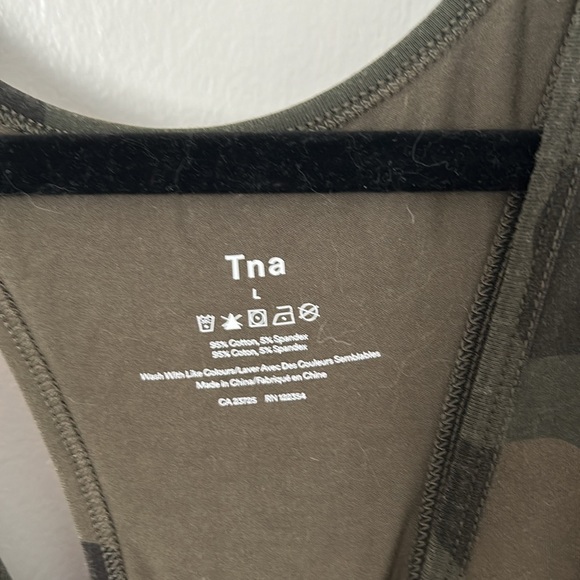 Tna
L
95% Cotton, 5% Spandex
95% Coton, 5% Spandex
Wash With Like Colours/Laver Avec Des Couleurs Semblables
Made in China/Fabriqué en Chine
CA 23725 RN 122354